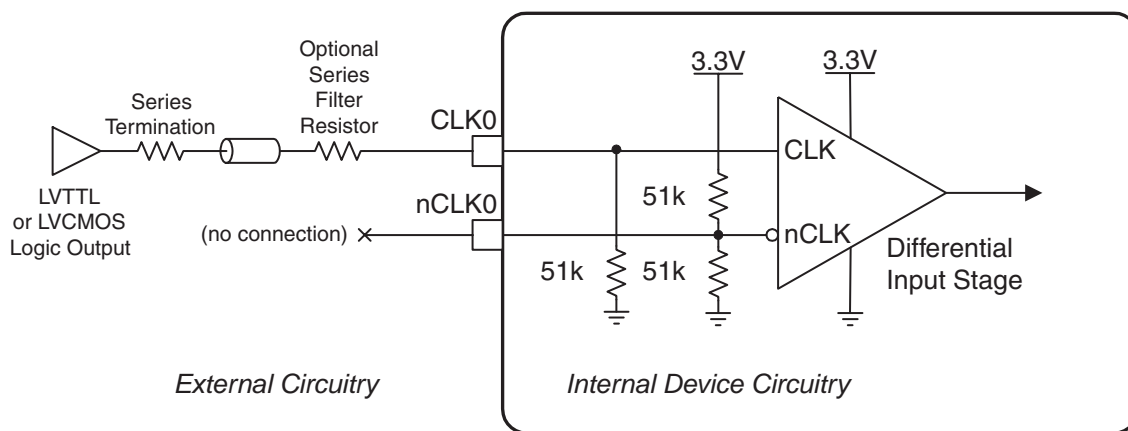 Optional
Series
Filter
Resistor
Series
Termination
LVTTL
or LVCMOS
Logic Output
CLK0
nCLK0
(no connection)
3.3V
3.3V
CLK
nCLK
51k
51k
51k
Differential
Input Stage
External Circuitry
Internal Device Circuitry